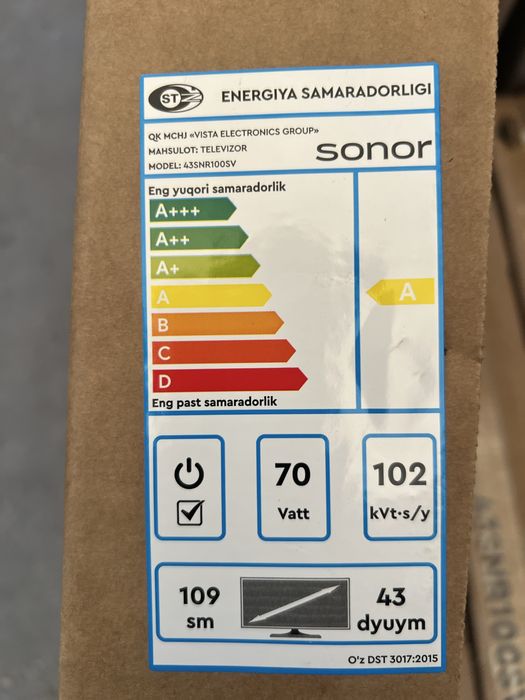 ST
ENERGIYA SAMARADORLIGI
QK MCHJ «VISTA ELECTRONICS GROUP»
MAHSULOT: TELEVIZOR
MODEL: 43SNR100SV
sonor
Eng yuqori samaradorlik
A+++
A++
A+
A
A
B
C
D
Eng past samaradorlik
70
Vatt
102
kVt·s/y
109
sm
43
dyuym
O'z DST 3017:2015